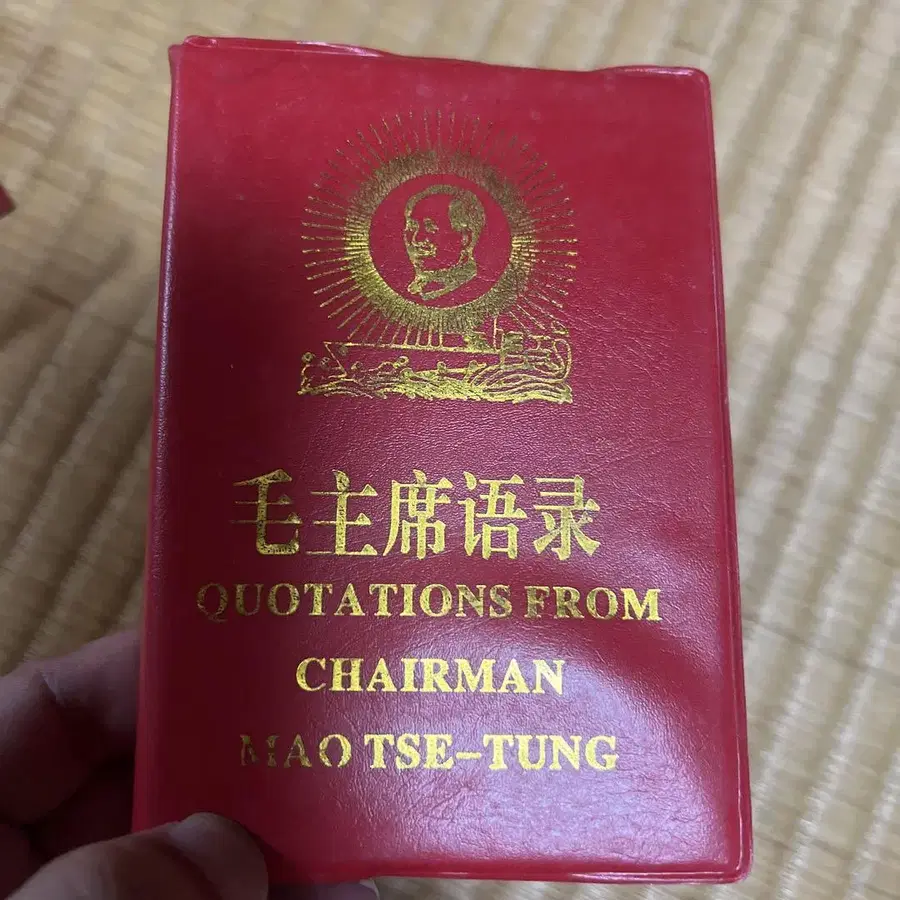 毛主席语录
QUOTATIONS FROM
CHAIRMAN
MAO TSE-TUNG